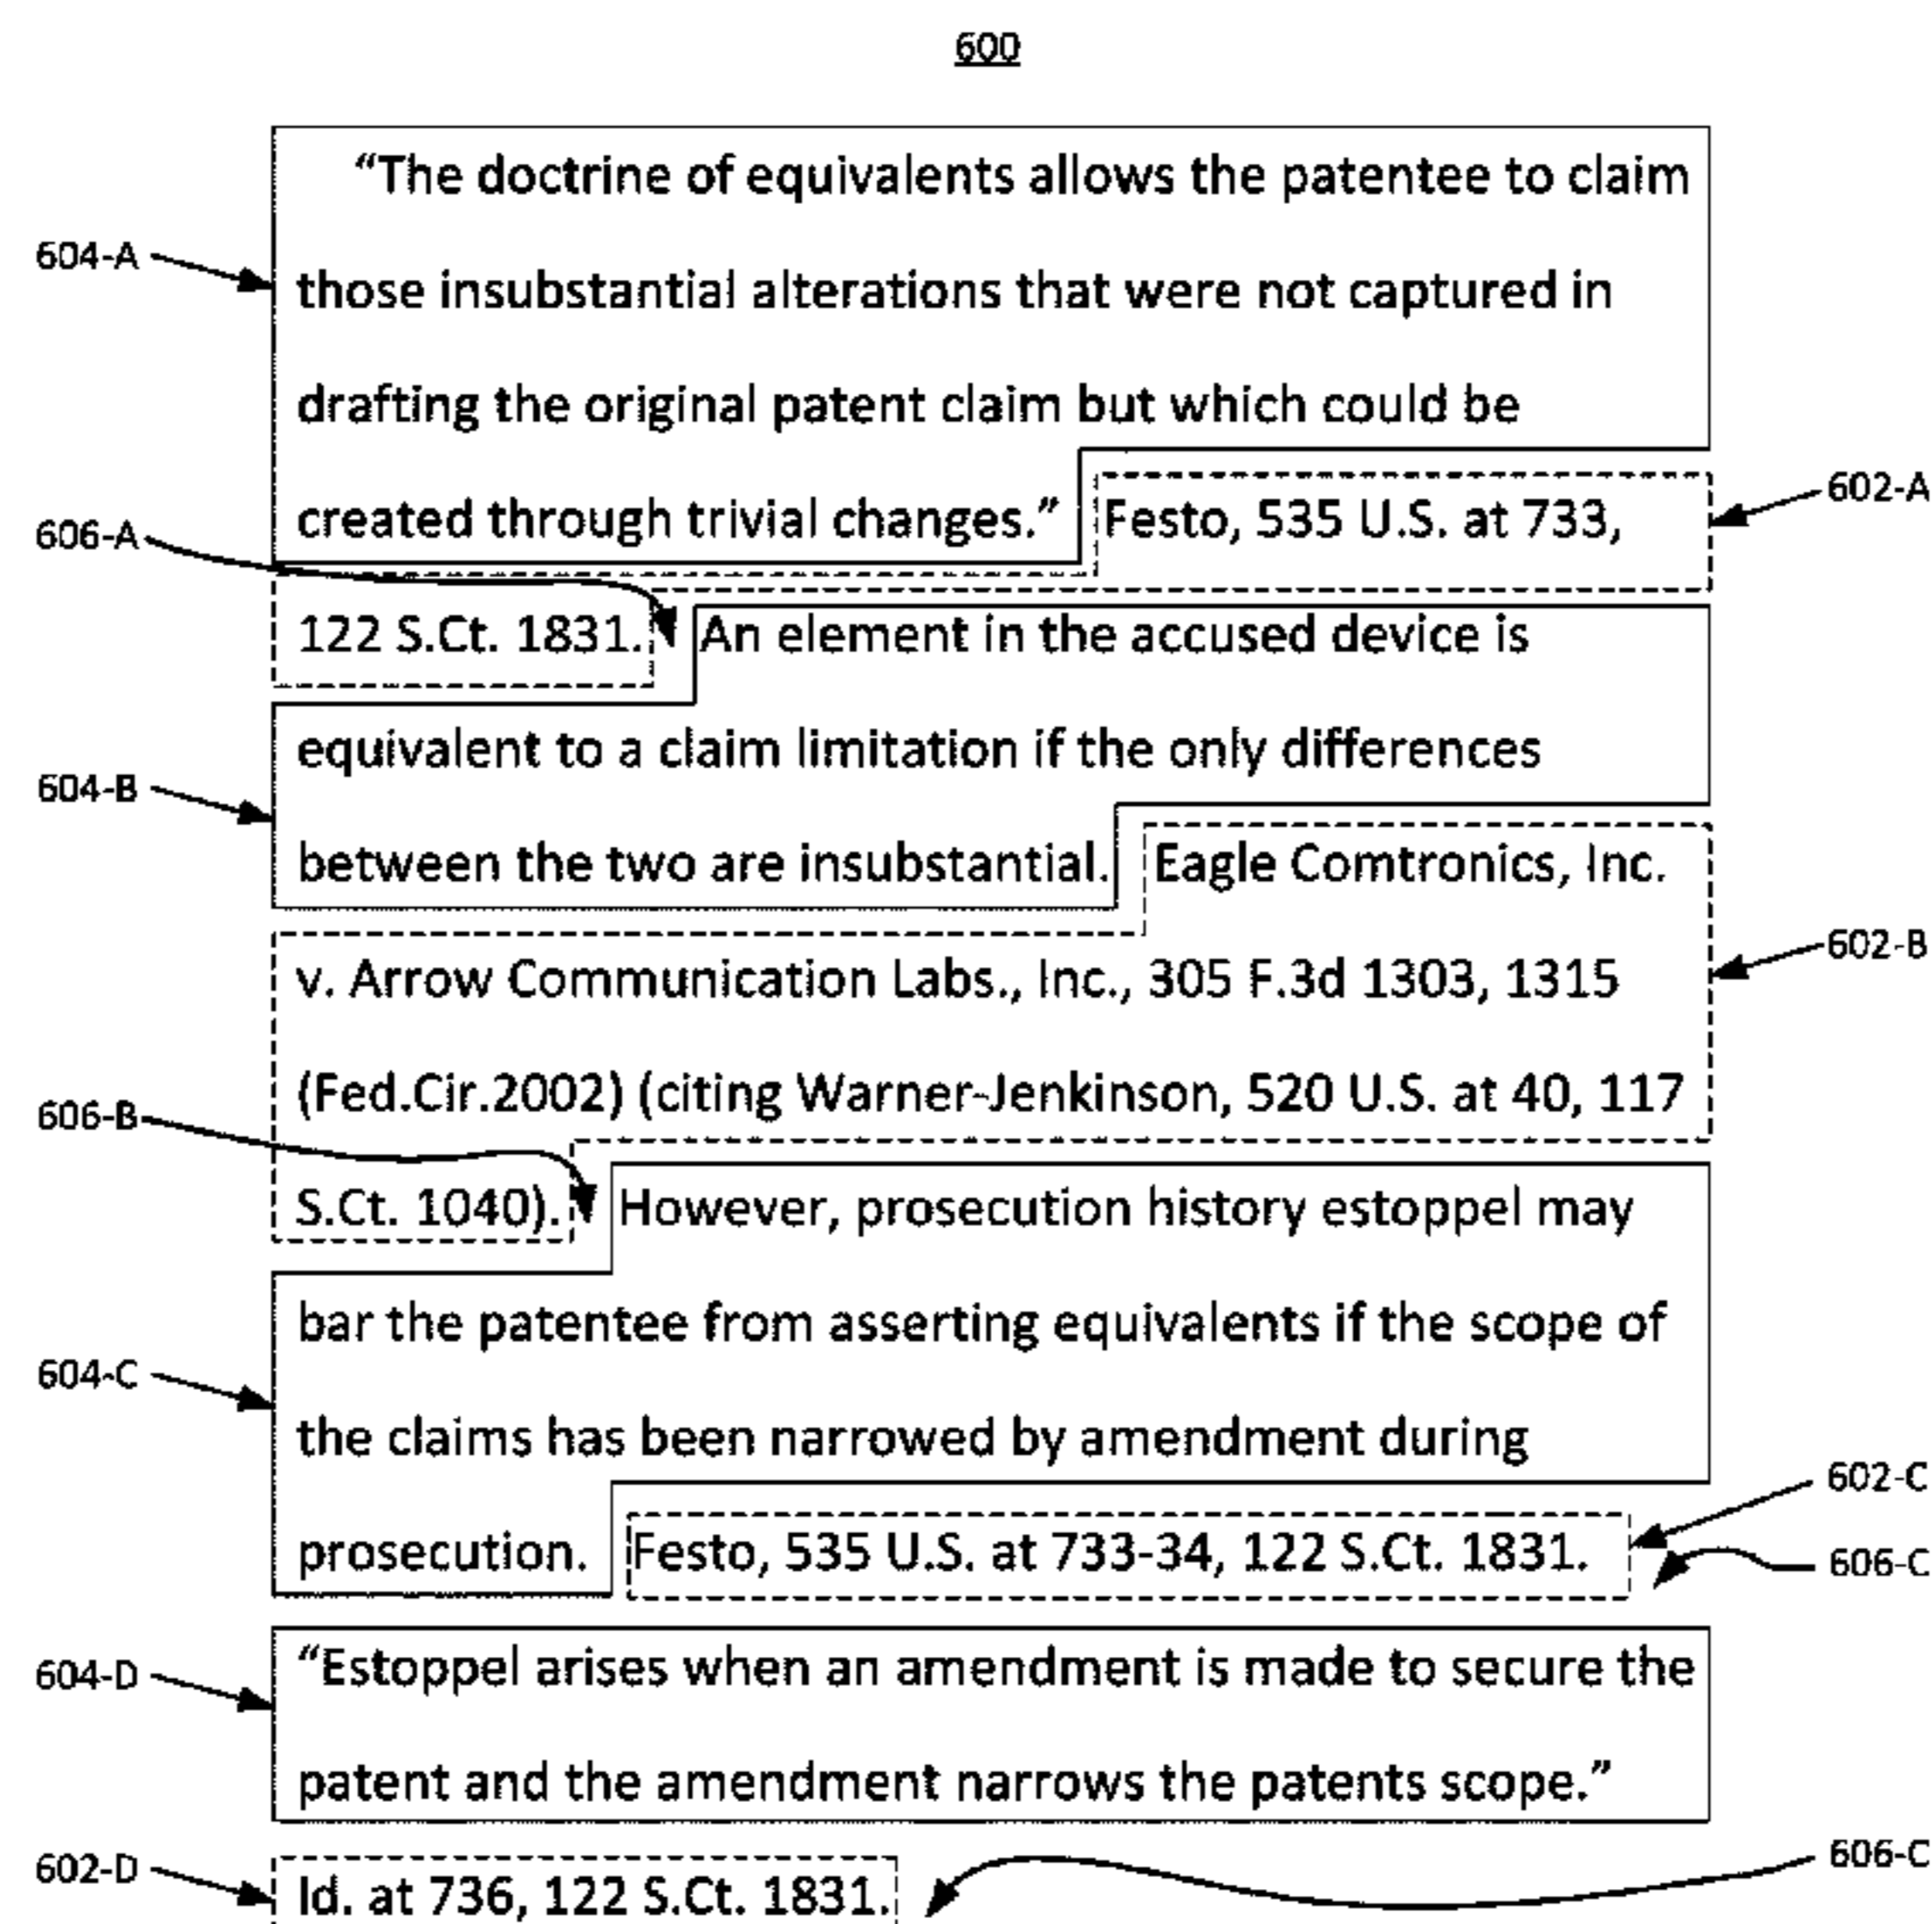 600
“The doctrine of equivalents allows the patentee to claim
604-A
those insubstantial alterations that were not captured in
drafting the original patent claim but which could be
602-A
created through trivial changes.” Festo, 535 U.S. at 733,
606-A
122 S.Ct. 1831. An element in the accused device is
equivalent to a claim limitation if the only differences
604-B
between the two are insubstantial. Eagle Comtronics, Inc.
602-B
v. Arrow Communication Labs., Inc., 305 F.3d 1303, 1315
(Fed.Cir.2002) (citing Warner-Jenkinson, 520 U.S. at 40, 117
606-B
S.Ct. 1040). However, prosecution history estoppel may
bar the patentee from asserting equivalents if the scope of
604-C
the claims has been narrowed by amendment during
602-C
prosecution. Festo, 535 U.S. at 733-34, 122 S.Ct. 1831.
606-C
“Estoppel arises when an amendment is made to secure the
604-D
patent and the amendment narrows the patents scope.”
606-C
602-D
Id. at 736, 122 S.Ct. 1831.